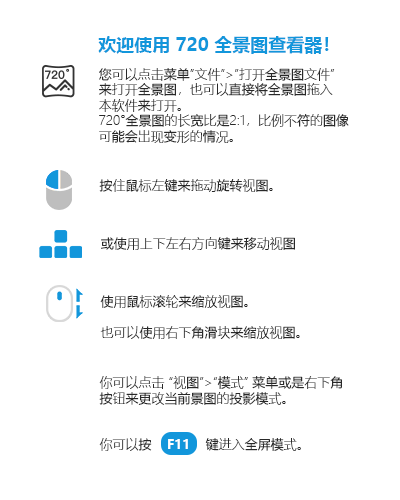 欢迎使用 720 全景图查看器！
720°
您可以点击菜单"文件">"打开全景图文件"
来打开全景图，也可以直接将全景图拖入
本软件来打开。
720°全景图的长宽比是2:1，比例不符的图像
可能会出现变形的情况。
按住鼠标左键来拖动旋转视图。
或使用上下左右方向键来移动视图
使用鼠标滚轮来缩放视图。
也可以使用右下角滑块来缩放视图。
你可以点击 “视图”>“模式” 菜单或是右下角
按钮来更改当前景图的投影模式。
你可以按 F11 键进入全屏模式。